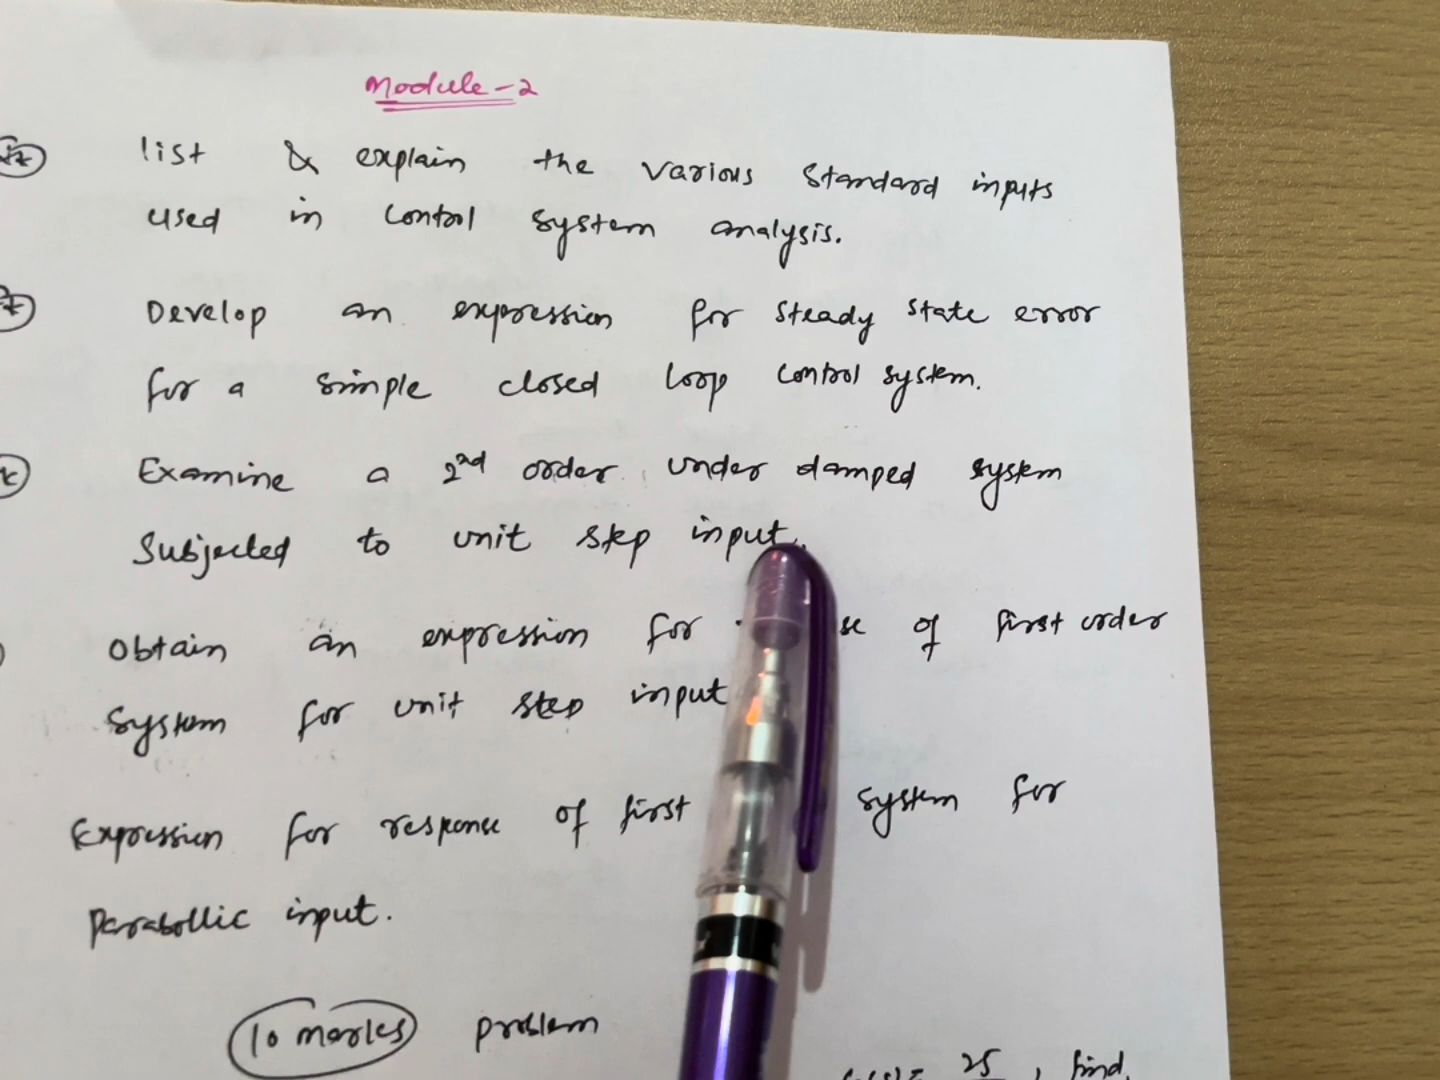 Module-2
list & explain the various standard inputs
used in control system analysis.
Develop an expression for steady state error
for a simple closed loop control system.
Examine a 2nd order under damped system
Subjected to unit step input.
Obtain an expression for se of first order
system for unit step input
Expression for response of first system for
Parabollic input.
10 marks problem
25 , find.